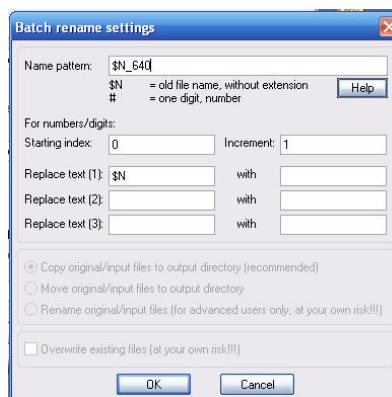 Batch rename settings
Name pattern: $N_640
$N = old file name, without extension
# = one digit, number
Help
For numbers/digits:
Starting index: 0 Increment: 1
Replace text (1): $N with
Replace text (2): with
Replace text (3): with
Copy original/input files to output directory (recommended)
Move original/input files to output directory
Rename original/input files (for advanced users only; at your own risk!!!)
Overwrite existing files (at your own risk!!!)
OK Cancel